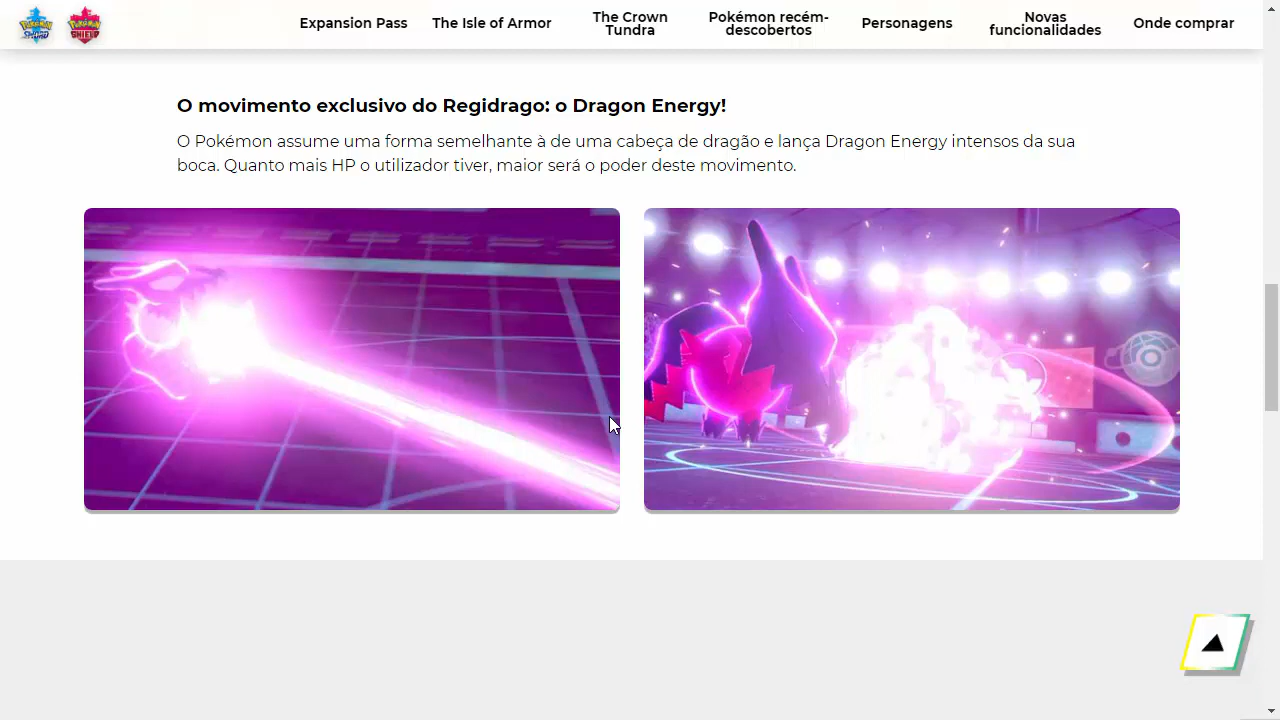 Expansion Pass
The Isle of Armor
The Crown
Tundra
Pokémon recém-
descobertos
Personagens
Novas
funcionalidades
Onde comprar
O movimento exclusivo do Regidrago: o Dragon Energy!
O Pokémon assume uma forma semelhante à de uma cabeça de dragão e lança Dragon Energy intensos da sua
boca. Quanto mais HP o utilizador tiver, maior será o poder deste movimento.